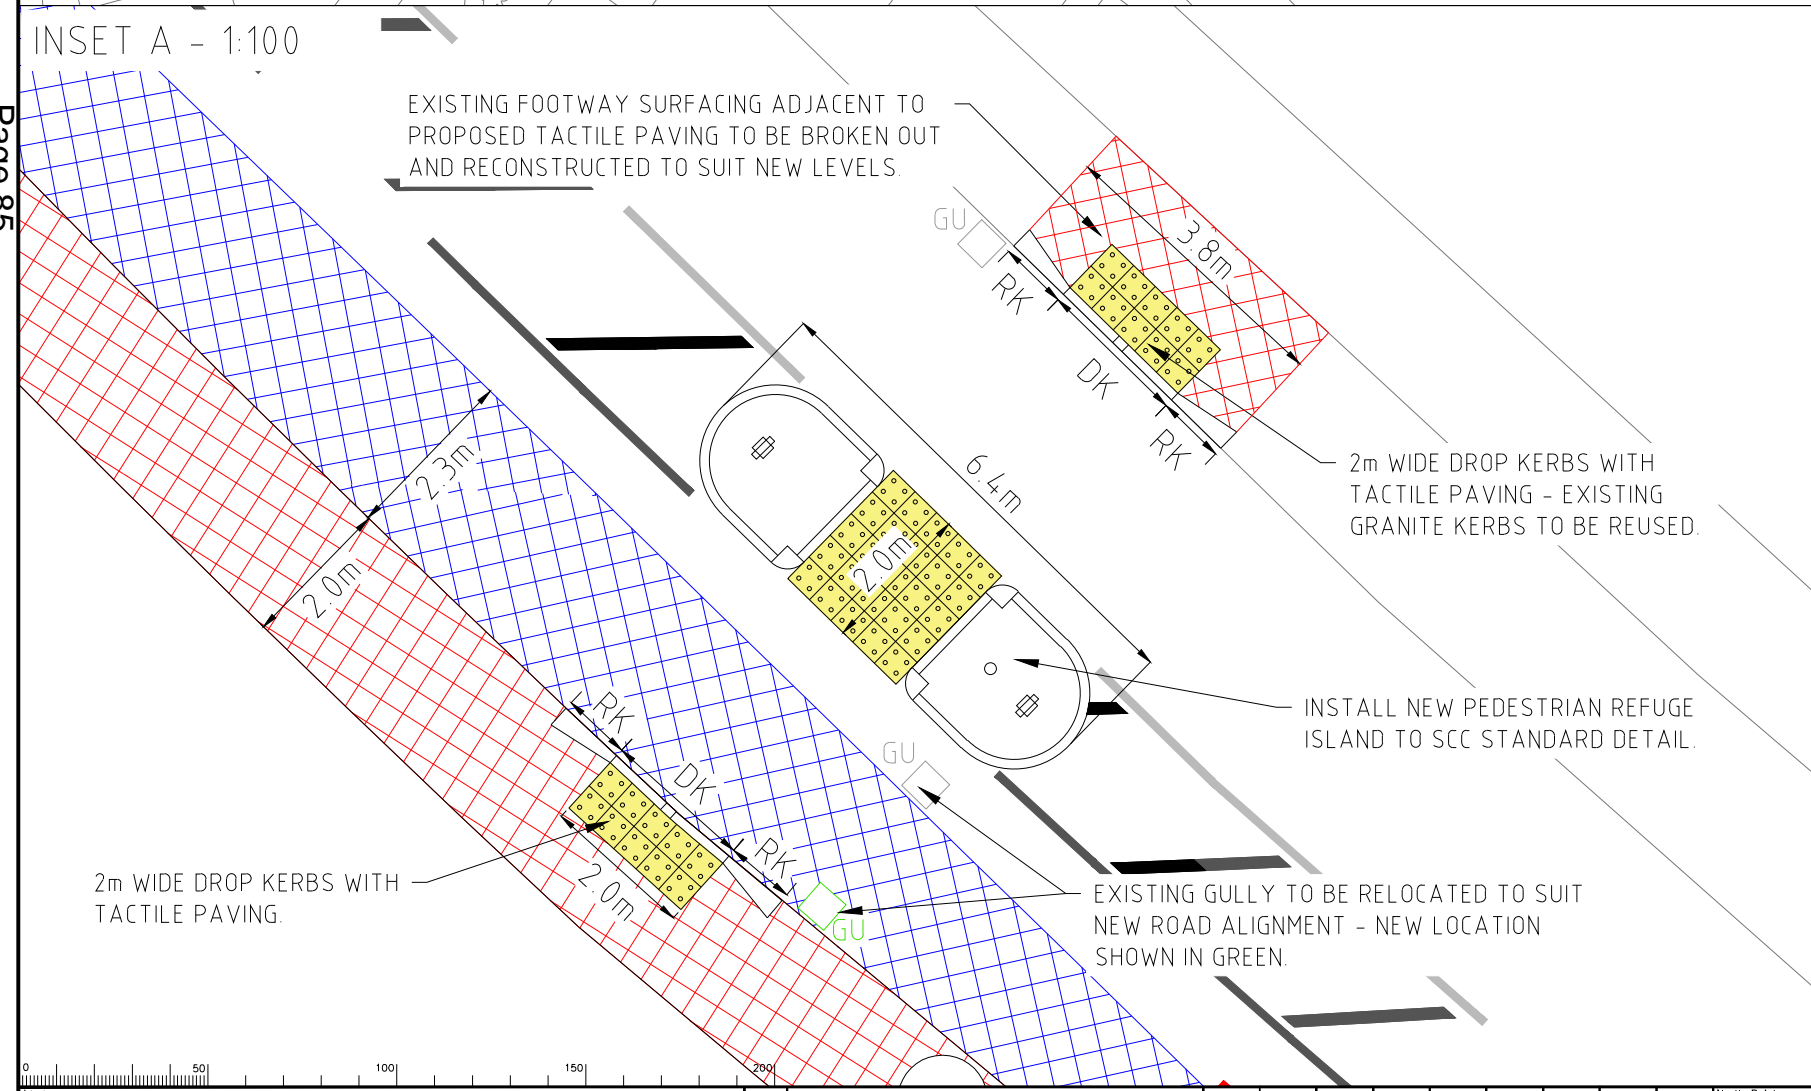 INSET A - 1:100
Page 85
EXISTING FOOTWAY SURFACING ADJACENT TO
PROPOSED TACTILE PAVING TO BE BROKEN OUT
AND RECONSTRUCTED TO SUIT NEW LEVELS.
GU
3.8m
RK
DK
RK
2m WIDE DROP KERBS WITH
TACTILE PAVING - EXISTING
GRANITE KERBS TO BE REUSED.
6.4m
2.3m
2.0m
2.0m
INSTALL NEW PEDESTRIAN REFUGE
ISLAND TO SCC STANDARD DETAIL.
RK
DK
RK
GU
2.0m
2m WIDE DROP KERBS WITH
TACTILE PAVING.
GU
EXISTING GULLY TO BE RELOCATED TO SUIT
NEW ROAD ALIGNMENT - NEW LOCATION
SHOWN IN GREEN.
0 50 100 150 200